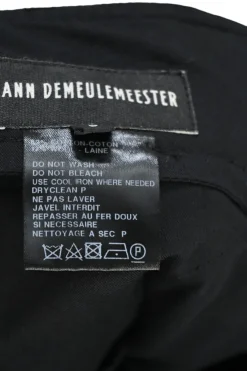 ANN DEMEULEMEESTER
LAINE
DO NOT WASH
DO NOT BLEACH
USE COOL IRON WHERE NEEDED
DRYCLEAN P
NE PAS LAVER
JAVEL INTERDIT
REPASSER AU FER DOUX
SI NECESSAIRE
NETTOYAGE A SEC P
P